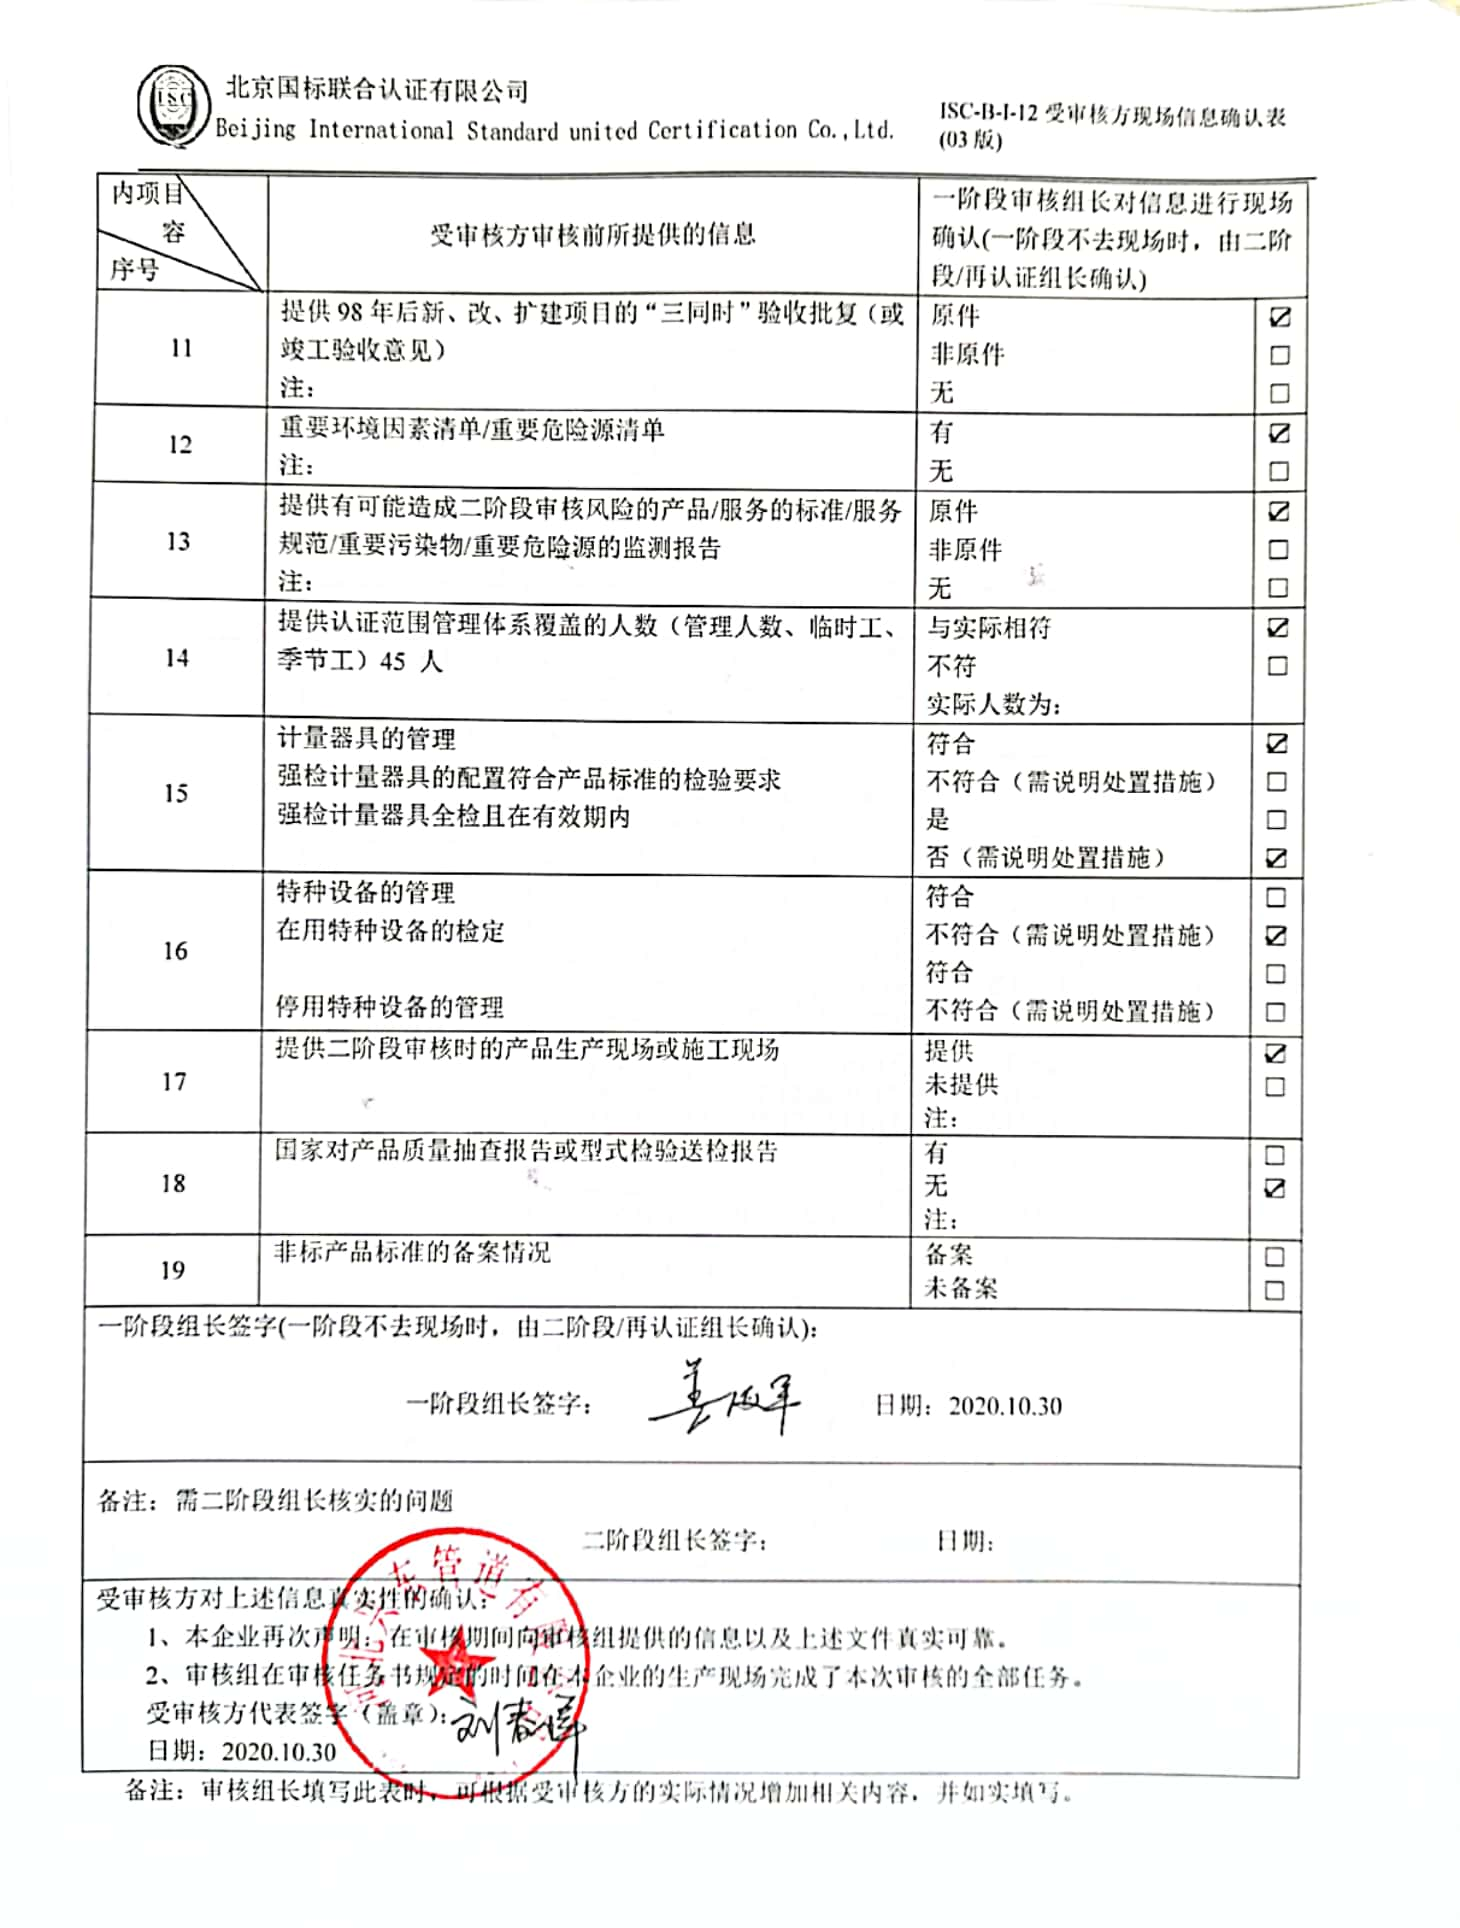 北京国标联合认证有限公司
Beijing International Standard united Certification Co.,Ltd.
ISC-B-I-12 受审核方现场信息确认表
(03 版)
ISC
内项目
容
序号
受审核方审核前所提供的信息
一阶段审核组长对信息进行现场
确认(一阶段不去现场时，由二阶
段/再认证组长确认)
11
提供 98 年后新、改、扩建项目的“三同时”验收批复（或
竣工验收意见）
注：
原件 ☑
非原件 □
无 □
12
重要环境因素清单/重要危险源清单
注：
有 ☑
无 □
13
提供有可能造成二阶段审核风险的产品/服务的标准/服务
规范/重要污染物/重要危险源的监测报告
注：
原件 ☑
非原件 □
无 □
14
提供认证范围管理体系覆盖的人数（管理人数、临时工、
季节工）45 人
与实际相符 ☑
不符 □
实际人数为：
15
计量器具的管理
强检计量器具的配置符合产品标准的检验要求
强检计量器具全检且在有效期内
符合 ☑
不符合（需说明处置措施） □
是 □
否（需说明处置措施） ☑
16
特种设备的管理
在用特种设备的检定
停用特种设备的管理
符合 □
不符合（需说明处置措施） ☑
符合 □
不符合（需说明处置措施） □
17
提供二阶段审核时的产品生产现场或施工现场
提供 ☑
未提供 □
注：
18
国家对产品质量抽查报告或型式检验送检报告
有 □
无 ☑
注：
19
非标产品标准的备案情况
备案 □
未备案 □
一阶段组长签字(一阶段不去现场时，由二阶段/再认证组长确认)：
一阶段组长签字： 日期：2020.10.30
备注：需二阶段组长核实的问题
二阶段组长签字： 日期：
受审核方对上述信息真实性的确认：
1、本企业再次声明：在审核期间向审核组提供的信息以及上述文件真实可靠。
2、审核组在审核任务书规定的时间在本企业的生产现场完成了本次审核的全部任务。
受审核方代表签字（盖章）：刘春
日期：2020.10.30
管道有限
备注：审核组长填写此表时，可根据受审核方的实际情况增加相关内容，并如实填写。